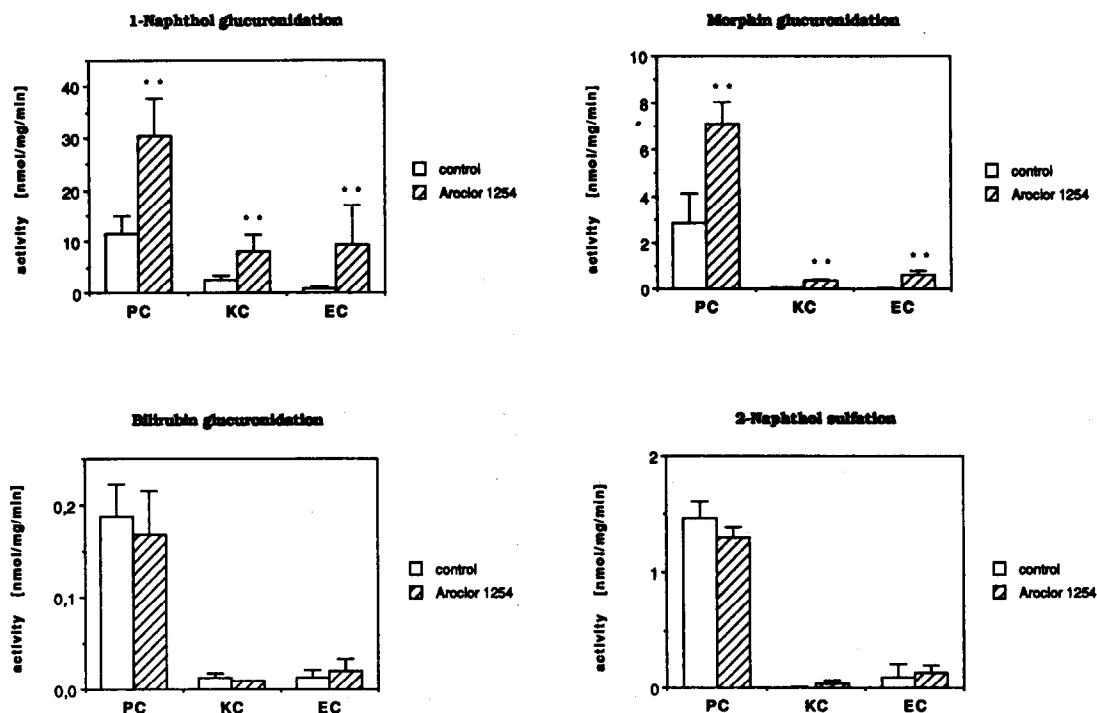 1-Naphthol glucuronidation
activity [nmol/mg/min]
40
30
20
10
0
**
**
**
PC KC EC
control
Aroclor 1254
Morphin glucuronidation
activity [nmol/mg/min]
10
8
6
4
2
0
**
**
**
PC KC EC
control
Aroclor 1254
Bilirubin glucuronidation
activity [nmol/mg/min]
0,2
0,1
0,0
PC KC EC
control
Aroclor 1254
2-Naphthol sulfation
activity [nmol/mg/min]
2
1
0
PC KC EC
control
Aroclor 1254